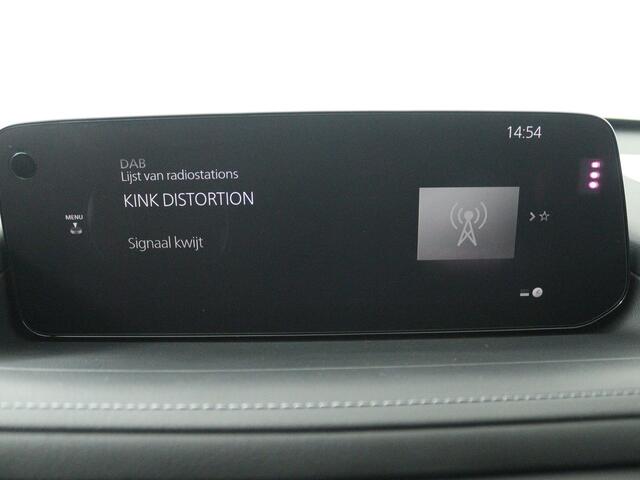 14:54
DAB
Lijst van radiostations
KINK DISTORTION
MENU
Signaal kwijt